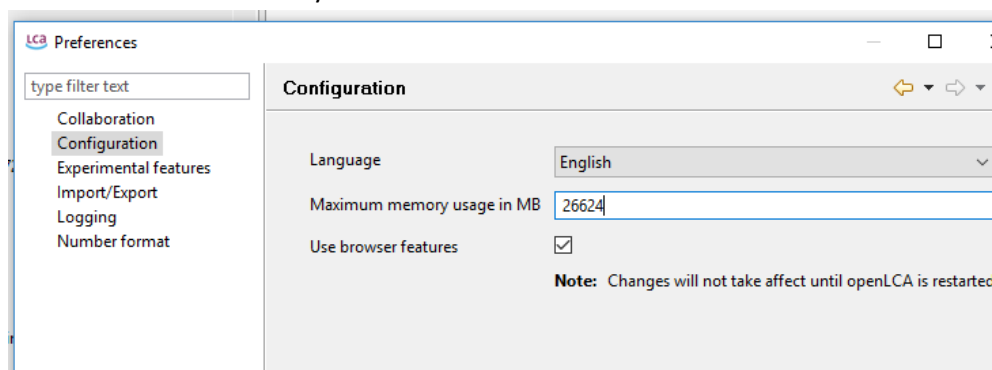 LCA Preferences
type filter text
Configuration
Collaboration
Configuration
Experimental features
Import/Export
Logging
Number format
Language English
Maximum memory usage in MB 26624
Use browser features
Note: Changes will not take affect until openLCA is restarted